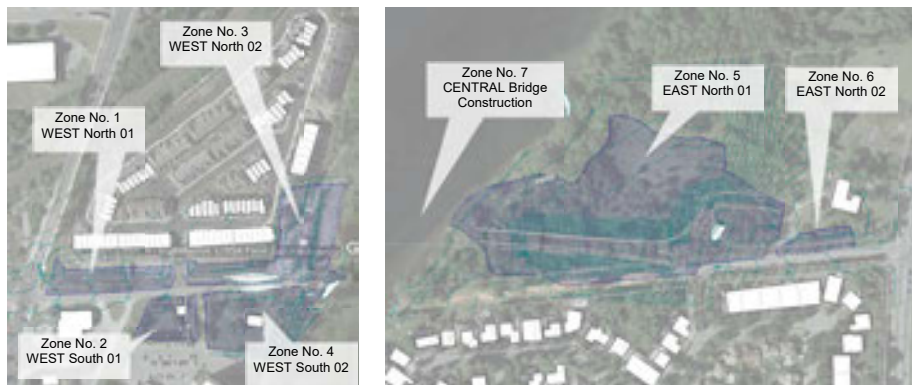 Zone No. 3
WEST North 02
Zone No. 1
WEST North 01
Zone No. 2
WEST South 01
Zone No. 4
WEST South 02
Zone No. 7
CENTRAL Bridge
Construction
Zone No. 5
EAST North 01
Zone No. 6
EAST North 02